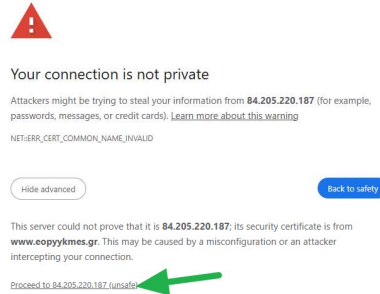 Your connection is not private
Attackers might be trying to steal your information from 84.205.220.187 (for example,
passwords, messages, or credit cards). Learn more about this warning
NET::ERR_CERT_COMMON_NAME_INVALID
Hide advanced
Back to safety
This server could not prove that it is 84.205.220.187; its security certificate is from
www.eopyykmes.gr. This may be caused by a misconfiguration or an attacker
intercepting your connection.
Proceed to 84.205.220.187 (unsafe)